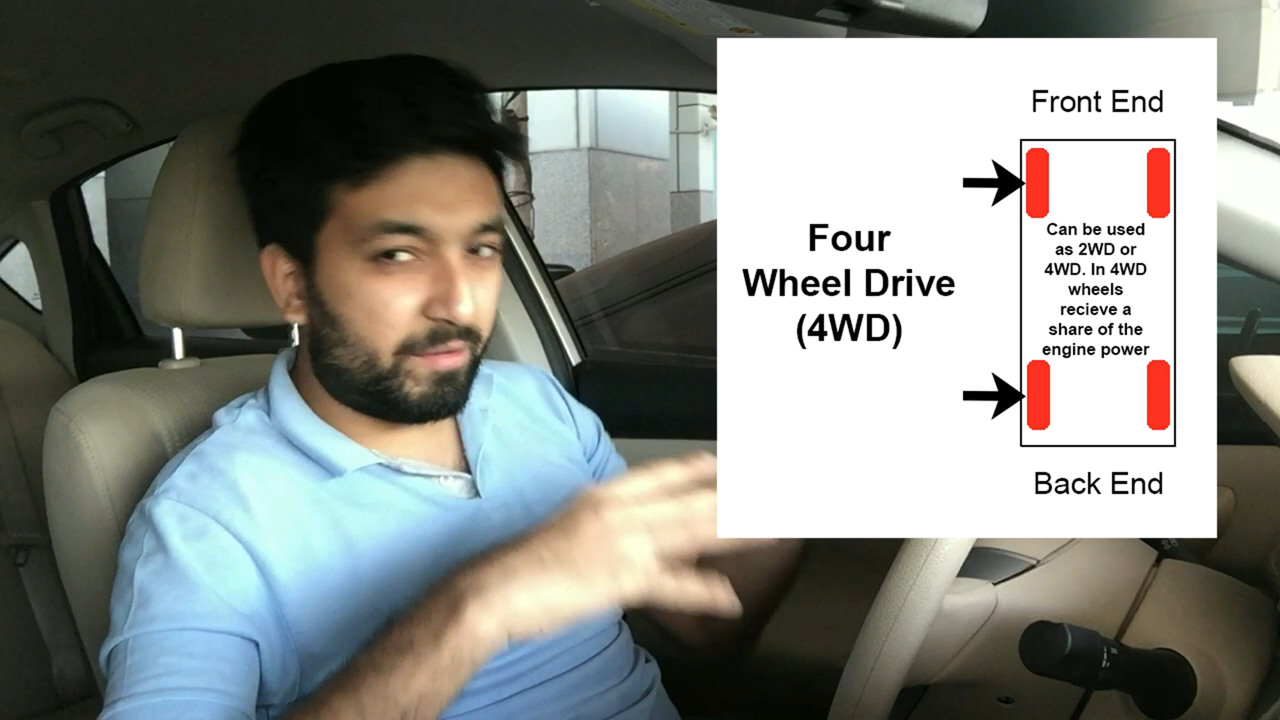 Front End
Four
Wheel Drive
(4WD)
Can be used
as 2WD or
4WD. In 4WD
wheels
recieve a
share of the
engine power
Back End